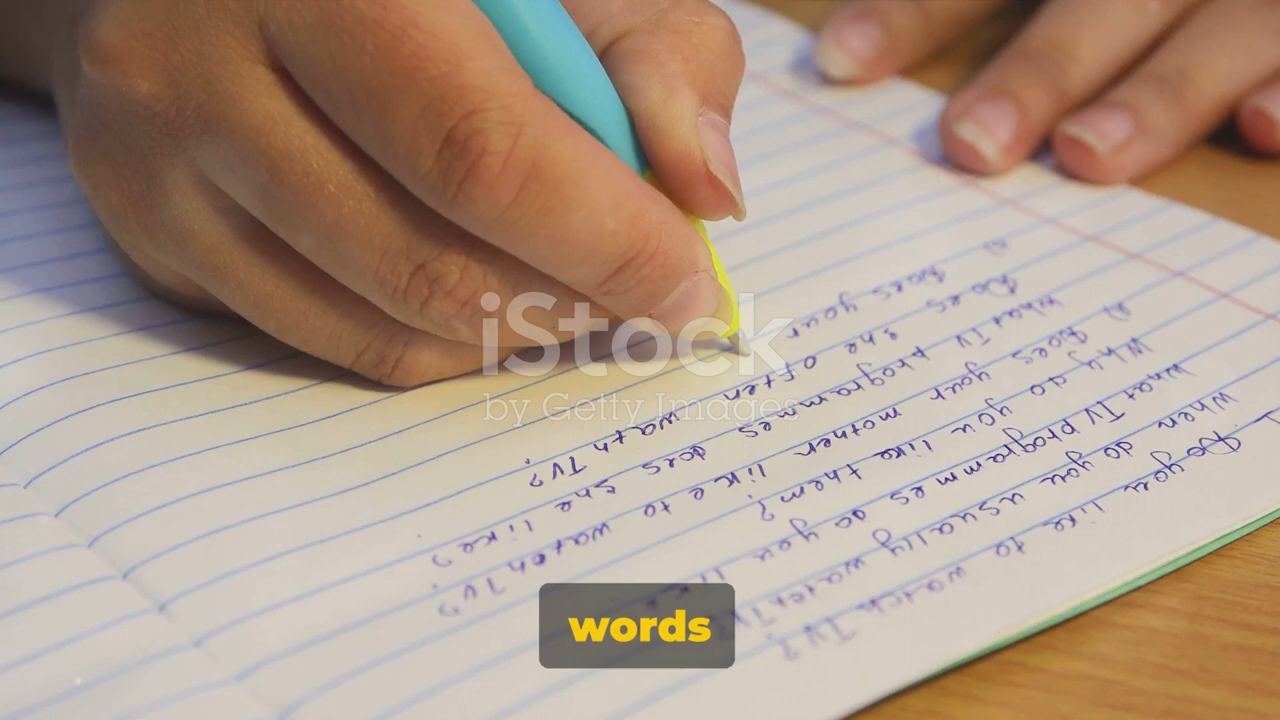 1. Do you like to watch TV?
When do you usually watch
What TV programmes do you
Why do you like them?
2) Does your mother like to watch TV?
What TV programmes does she like?
Does she often wath TV?
3) Does your
iStock
by Getty Images
words